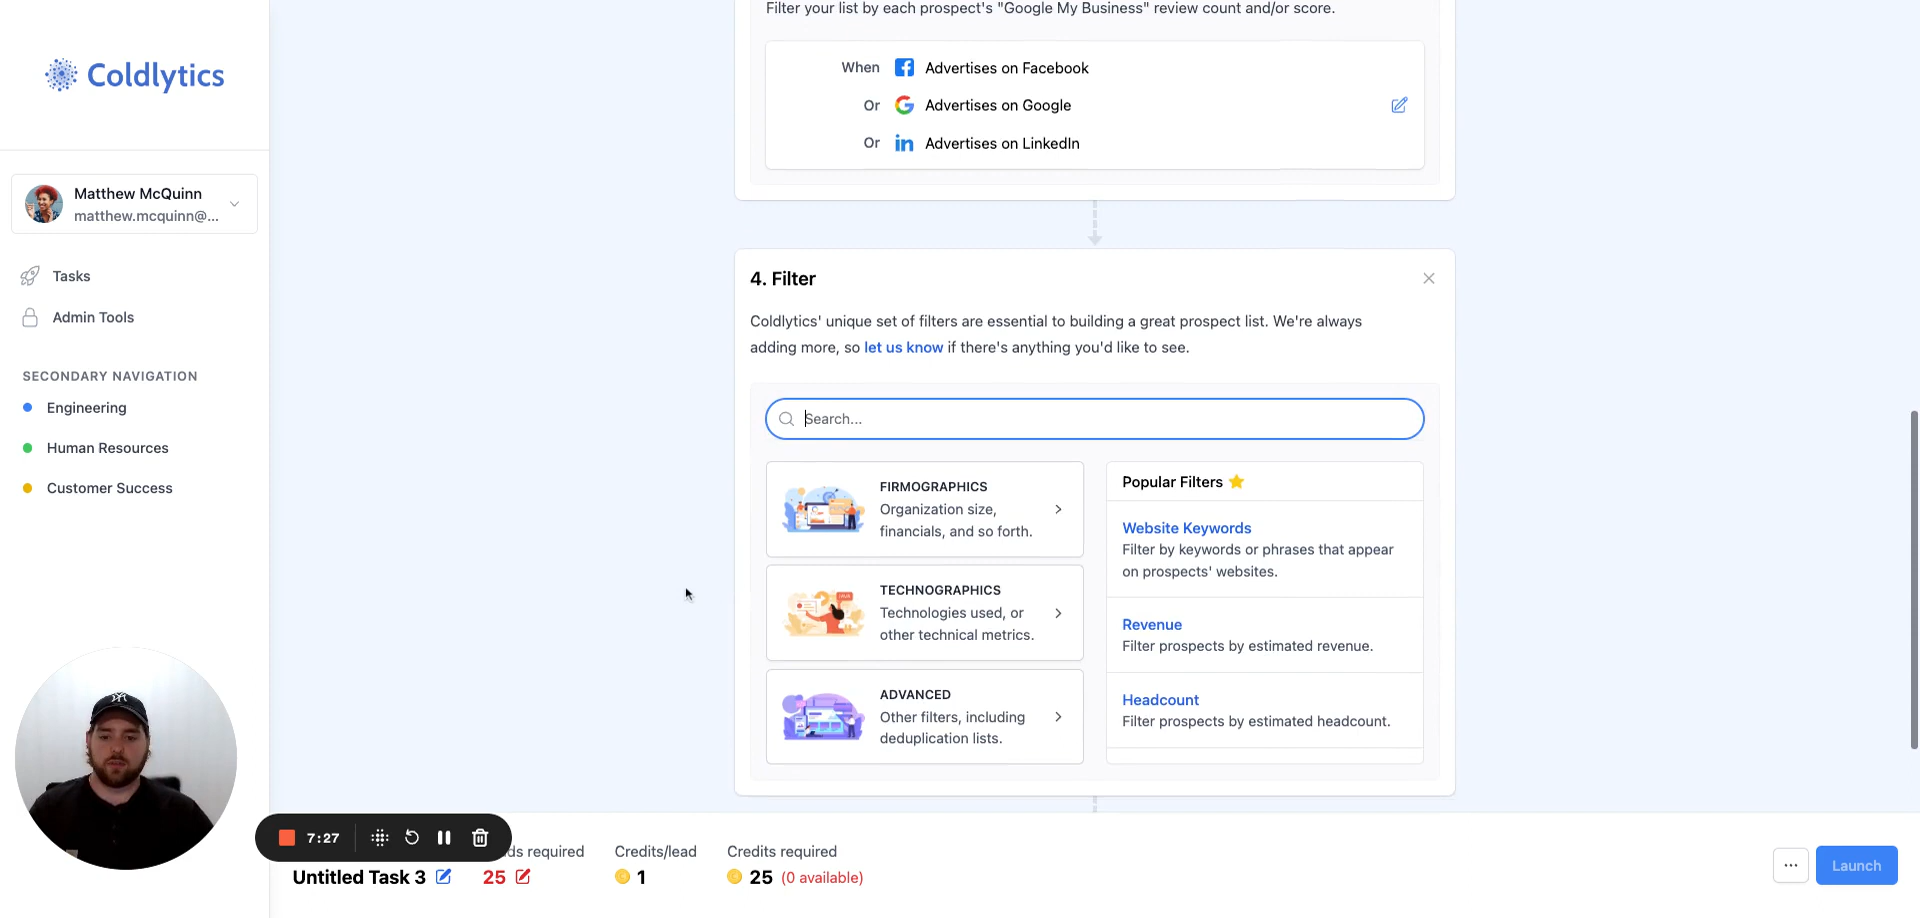 Coldlytics
Matthew McQuinn
matthew.mcquinn@...
Tasks
Admin Tools
SECONDARY NAVIGATION
Engineering
Human Resources
Customer Success
Filter your list by each prospect's "Google My Business" review count and/or score.
When Advertises on Facebook
Or Advertises on Google
Or Advertises on LinkedIn
4. Filter
Coldlytics' unique set of filters are essential to building a great prospect list. We're always
adding more, so let us know if there's anything you'd like to see.
Search...
FIRMOGRAPHICS
Organization size,
financials, and so forth.
TECHNOGRAPHICS
Technologies used, or
other technical metrics.
ADVANCED
Other filters, including
deduplication lists.
Popular Filters
Website Keywords
Filter by keywords or phrases that appear
on prospects' websites.
Revenue
Filter prospects by estimated revenue.
Headcount
Filter prospects by estimated headcount.
7:27
required
Credits/lead
Credits required
Untitled Task 3
25
1
25 (0 available)
...
Launch